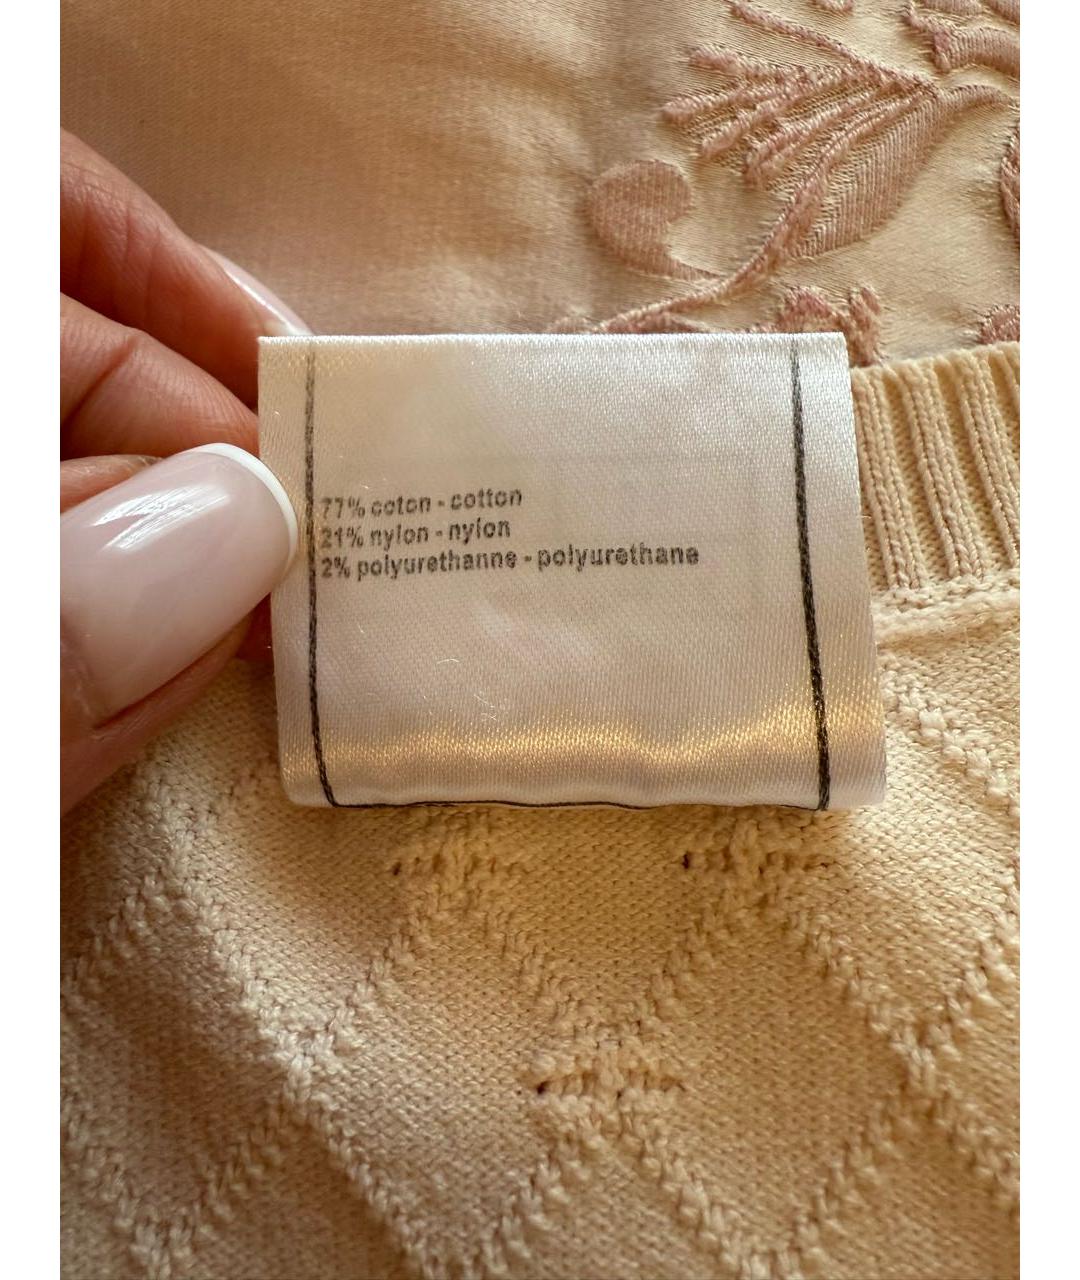 77% coton - cotton
21% nylon - nylon
2% polyurethanne - polyurethane